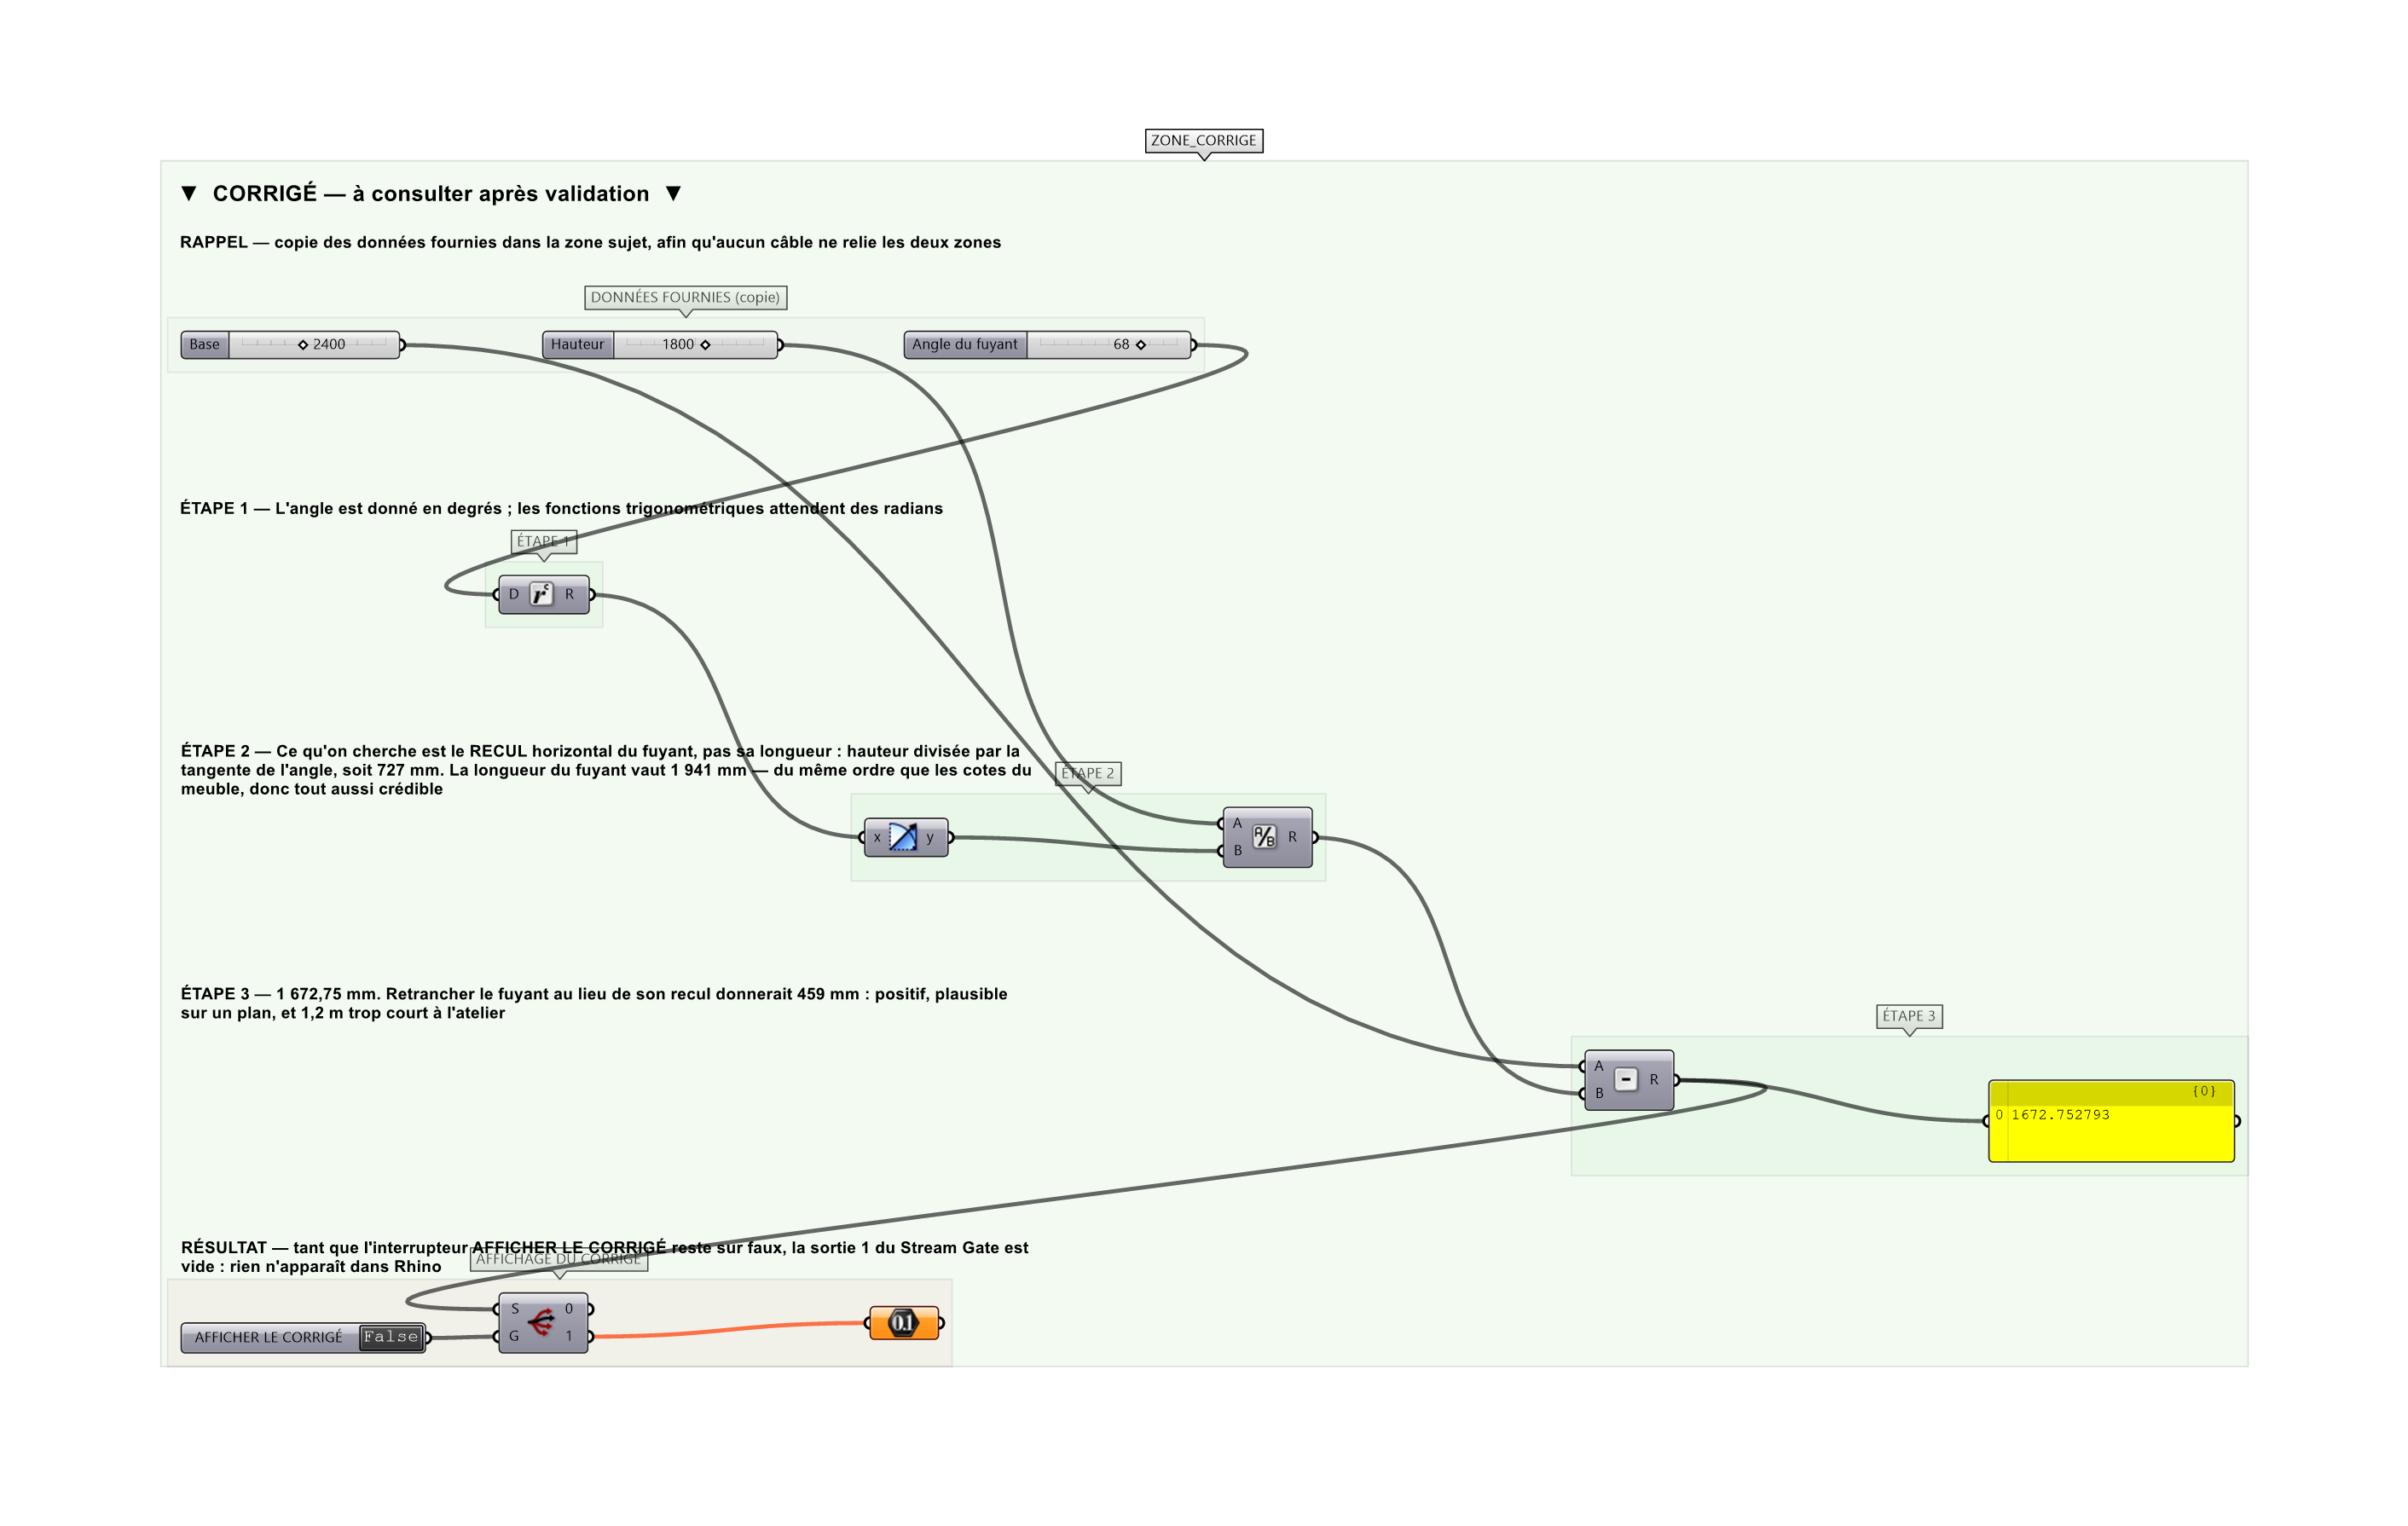 ZONE_CORRIGE
▼ CORRIGÉ — à consulter après validation ▼
RAPPEL — copie des données fournies dans la zone sujet, afin qu'aucun câble ne relie les deux zones
DONNÉES FOURNIES (copie)
Base 2400
Hauteur 1800
Angle du fuyant 68
ÉTAPE 1 — L'angle est donné en degrés ; les fonctions trigonométriques attendent des radians
ÉTAPE 1
D r c R
ÉTAPE 2 — Ce qu'on cherche est le RECUL horizontal du fuyant, pas sa longueur : hauteur divisée par la
tangente de l'angle, soit 727 mm. La longueur du fuyant vaut 1 941 mm — du même ordre que les cotes du
meuble, donc tout aussi crédible
ÉTAPE 2
x y
A
B
A/B
R
ÉTAPE 3 — 1 672,75 mm. Retrancher le fuyant au lieu de son recul donnerait 459 mm : positif, plausible
sur un plan, et 1,2 m trop court à l'atelier
ÉTAPE 3
A
B
-
R
{0}
0 1672.752793
RÉSULTAT — tant que l'interrupteur AFFICHER LE CORRIGÉ reste sur faux, la sortie 1 du Stream Gate est
vide : rien n'apparaît dans Rhino
AFFICHAGE DU CORRIGÉ
AFFICHER LE CORRIGÉ False
S 0
G 1
0.1